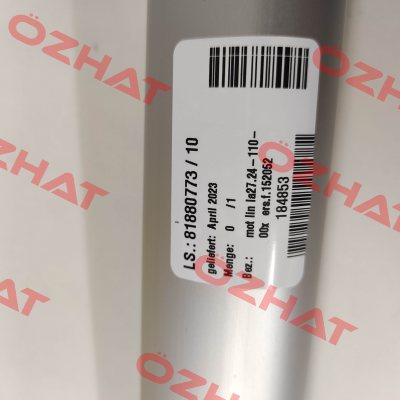 ÖZHAT
LS.: 81880773 / 10
geliefert: April 2023
Menge: 0 /1
Bez.: mot lin la27.24-110-
00x ers.f.152052
184853
ÖZHAT
ÖZHAT
ÖZHAT
ÖZHAT
ÖZHAT